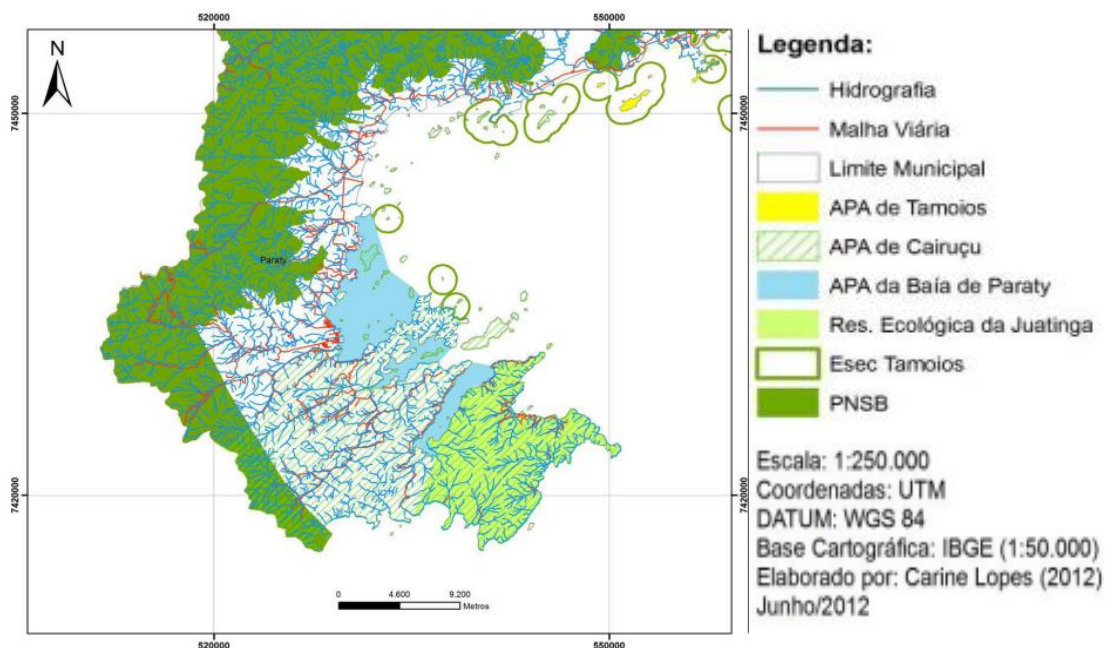 520000
550000
N
7450000
7450000
Paraty
7420000
7420000
0
4.600
9.200
Metros
520000
550000
Legenda:
Hidrografia
Malha Viária
Limite Municipal
APA de Tamoios
APA de Cairuçu
APA da Baía de Paraty
Res. Ecológica da Juatinga
Esec Tamoios
PNSB
Escala: 1:250.000
Coordenadas: UTM
DATUM: WGS 84
Base Cartográfica: IBGE (1:50.000)
Elaborado por: Carine Lopes (2012)
Junho/2012